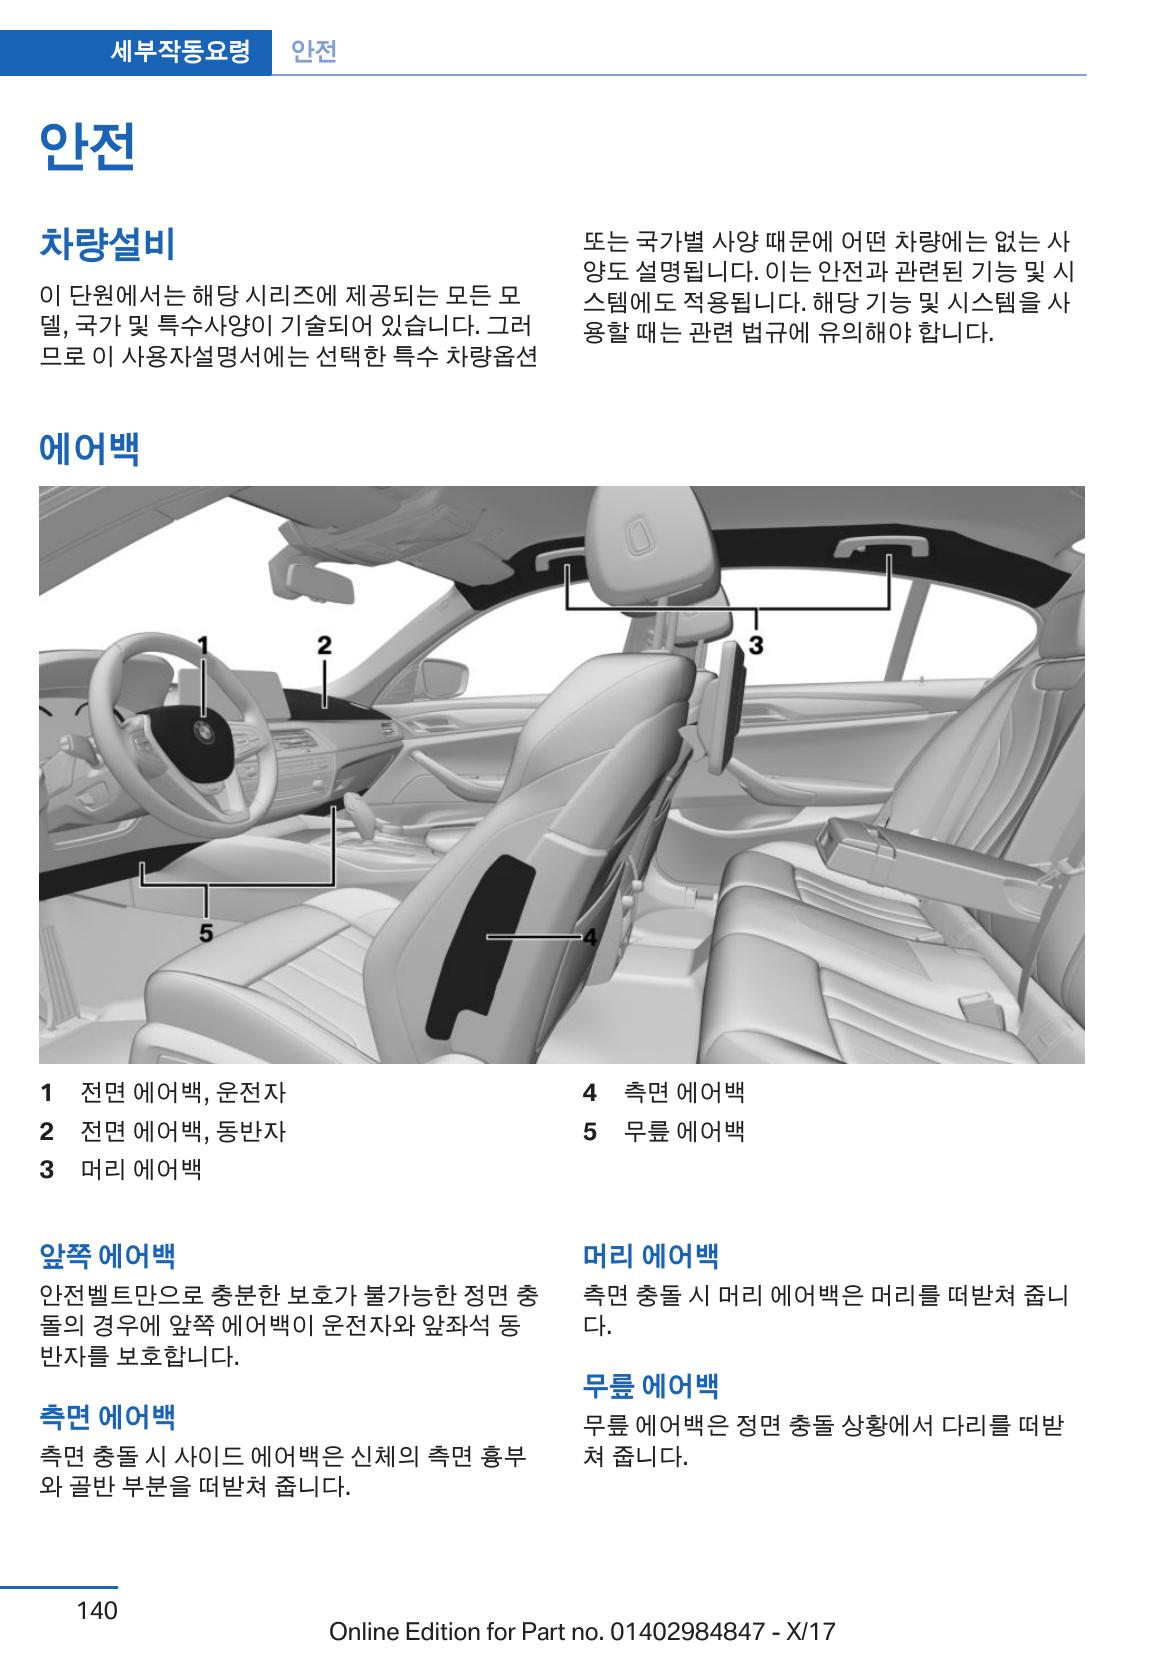 세부작동요령 안전
안전
차량설비
이 단원에서는 해당 시리즈에 제공되는 모든 모
델, 국가 및 특수사양이 기술되어 있습니다. 그러
므로 이 사용자설명서에는 선택한 특수 차량옵션
또는 국가별 사양 때문에 어떤 차량에는 없는 사
양도 설명됩니다. 이는 안전과 관련된 기능 및 시
스템에도 적용됩니다. 해당 기능 및 시스템을 사
용할 때는 관련 법규에 유의해야 합니다.
에어백
1
2
3
4
5
1 전면 에어백, 운전자
2 전면 에어백, 동반자
3 머리 에어백
4 측면 에어백
5 무릎 에어백
앞쪽 에어백
안전벨트만으로 충분한 보호가 불가능한 정면 충
돌의 경우에 앞쪽 에어백이 운전자와 앞좌석 동
반자를 보호합니다.
측면 에어백
측면 충돌 시 사이드 에어백은 신체의 측면 흉부
와 골반 부분을 떠받쳐 줍니다.
머리 에어백
측면 충돌 시 머리 에어백은 머리를 떠받쳐 줍니
다.
무릎 에어백
무릎 에어백은 정면 충돌 상황에서 다리를 떠받
쳐 줍니다.
140
Online Edition for Part no. 01402984847 - X/17